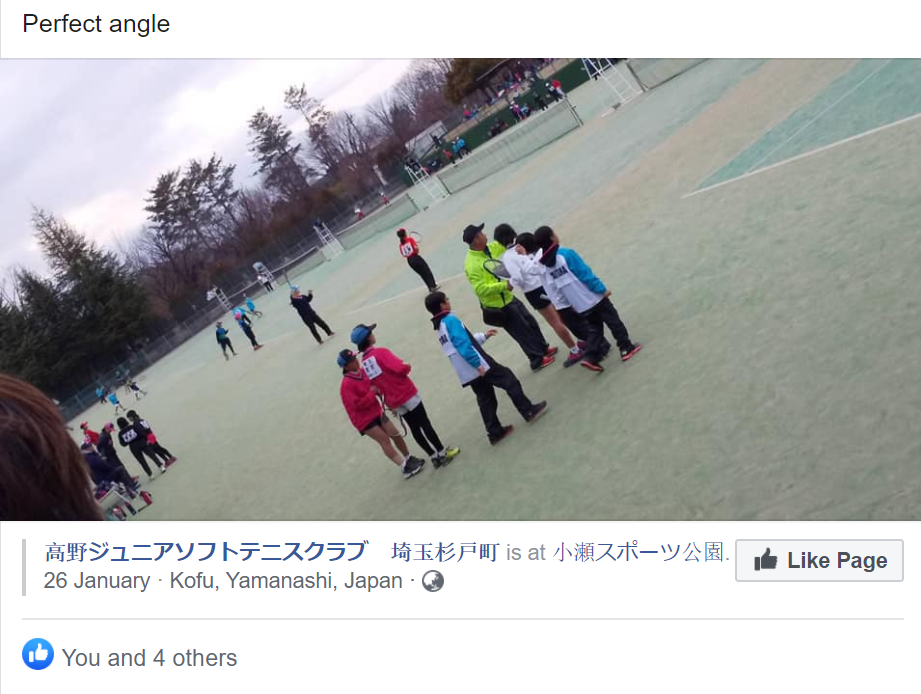 Perfect angle
高野ジュニアソフトテニスクラブ　埼玉杉戸町 is at 小瀬スポーツ公園.
26 January · Kofu, Yamanashi, Japan ·
Like Page
You and 4 others